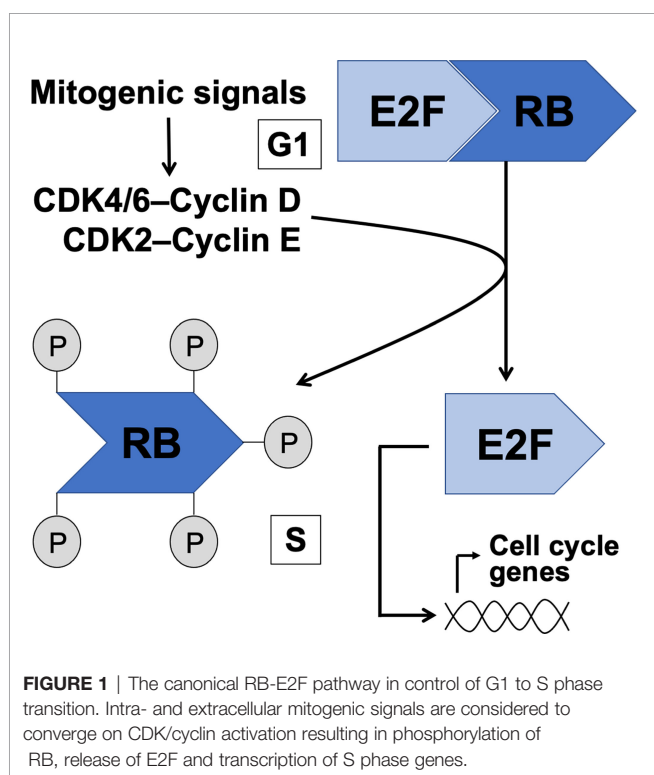 Mitogenic signals
E2F RB
G1
CDK4/6–Cyclin D
CDK2–Cyclin E
P P
RB P
E2F
P P
S
Cell cycle
genes
FIGURE 1 | The canonical RB-E2F pathway in control of G1 to S phase
transition. Intra- and extracellular mitogenic signals are considered to
converge on CDK/cyclin activation resulting in phosphorylation of
RB, release of E2F and transcription of S phase genes.